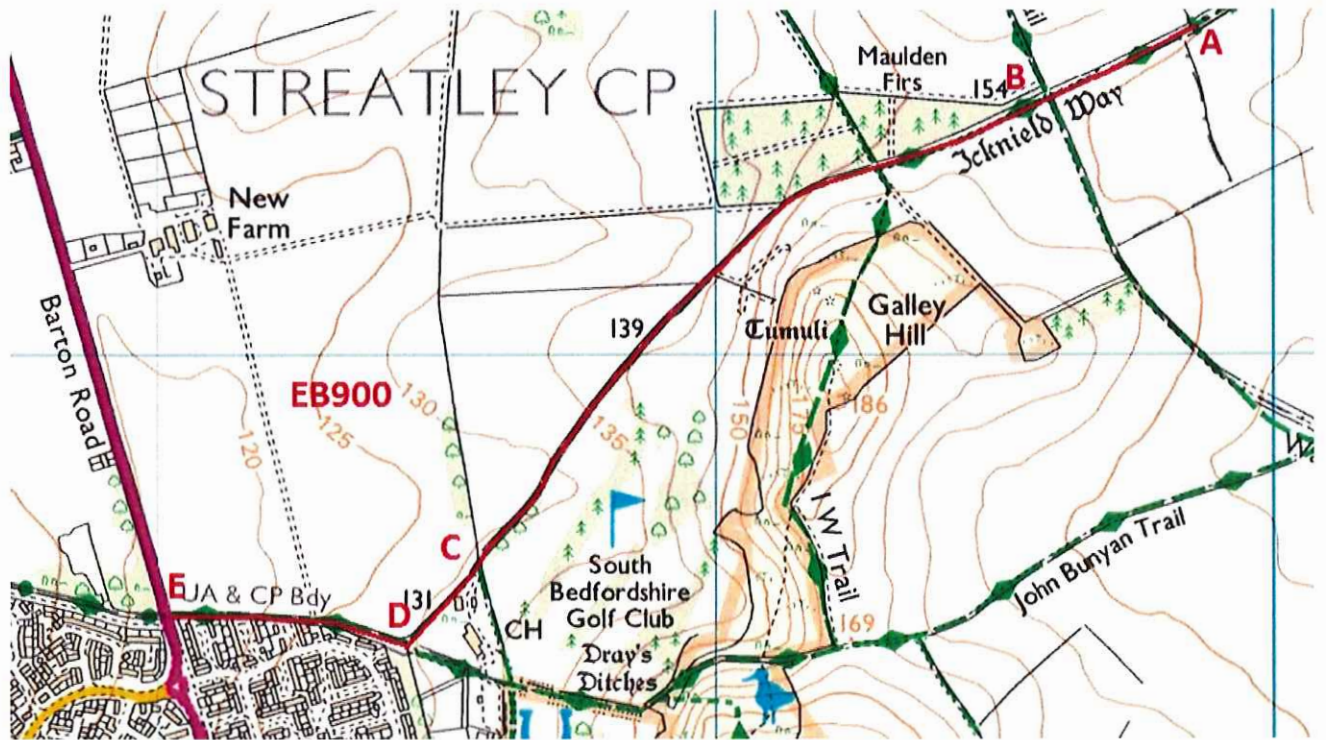 A
Maulden
Firs
154
B
STREATLEY CP
Icknield Way
New
Farm
Barton Road
139
Tumuli
Galley
Hill
EB900
130
125
120
135
150
175
186
I W Trail
John Bunyan Trail
C
South
Bedfordshire
Golf Club
E
UA & CP Bdy
D
131
CH
Dray's
Ditches
169